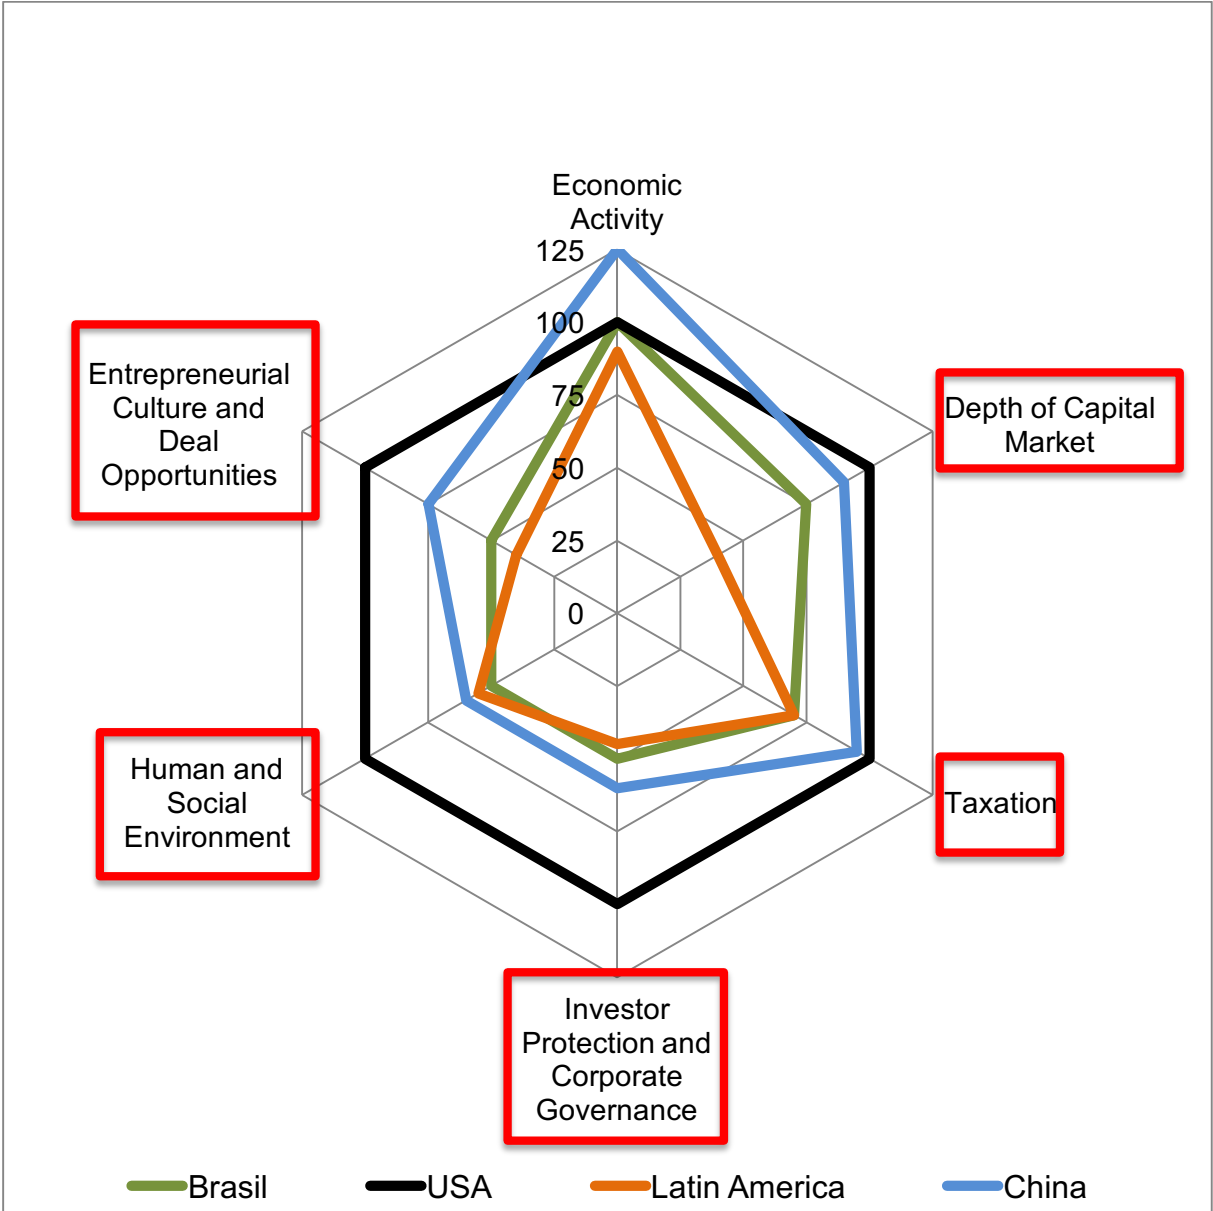 Economic
Activity
125
100
75
50
25
0
Entrepreneurial
Culture and
Deal
Opportunities
Depth of Capital
Market
Human and
Social
Environment
Taxation
Investor
Protection and
Corporate
Governance
Brasil
USA
Latin America
China